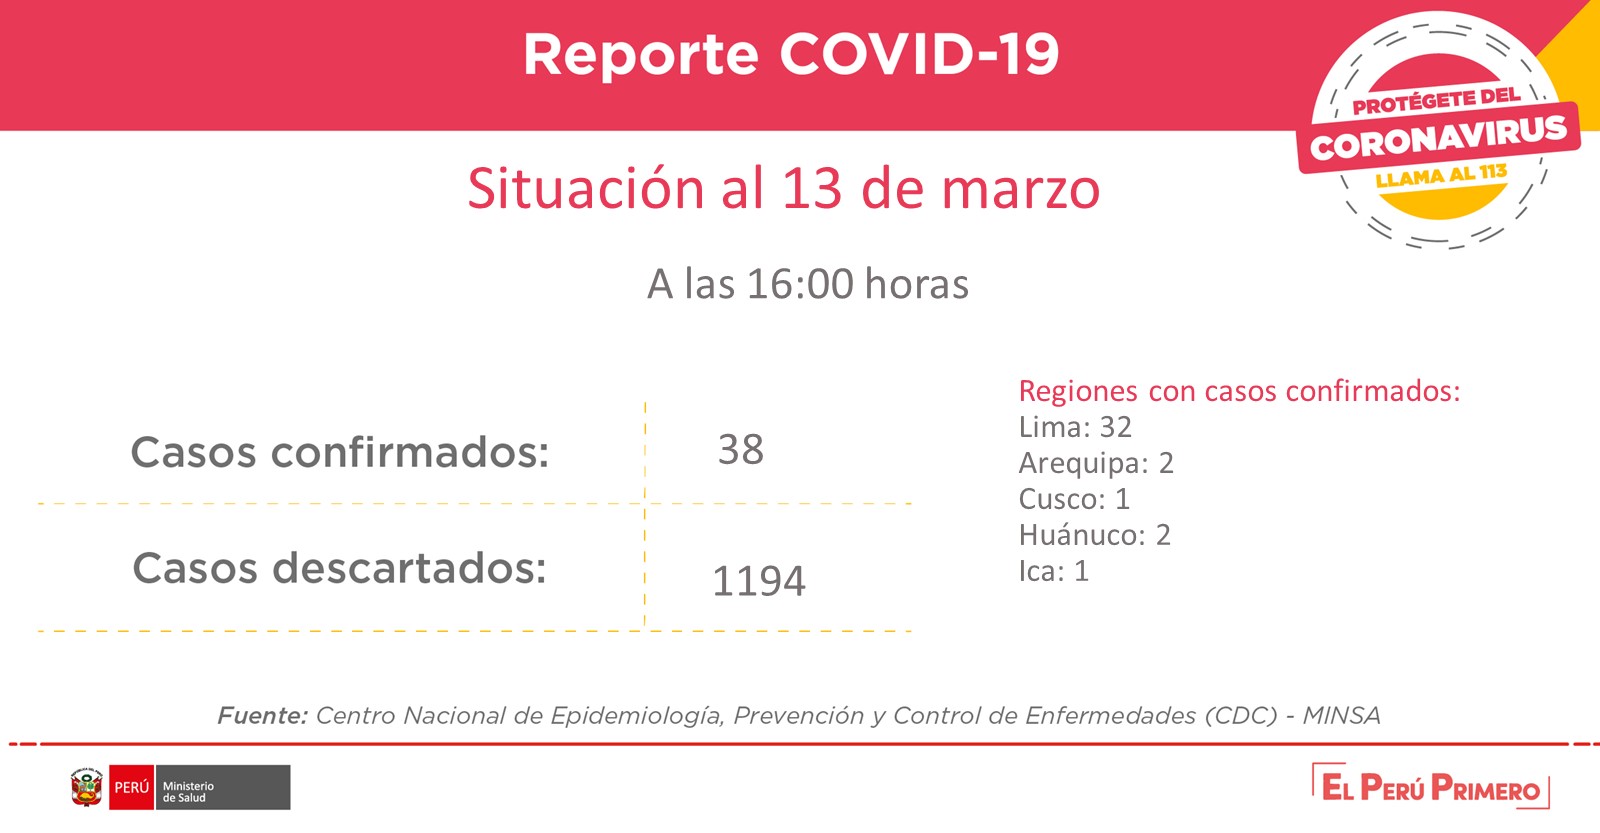 Reporte COVID-19
PROTÉGETE DEL
CORONAVIRUS
LLAMA AL 113
Situación al 13 de marzo
A las 16:00 horas
Casos confirmados:
38
Casos descartados:
1194
Regiones con casos confirmados:
Lima: 32
Arequipa: 2
Cusco: 1
Huánuco: 2
Ica: 1
Fuente: Centro Nacional de Epidemiología, Prevención y Control de Enfermedades (CDC) - MINSA
PERÚ
Ministerio
de Salud
EL PERÚ PRIMERO